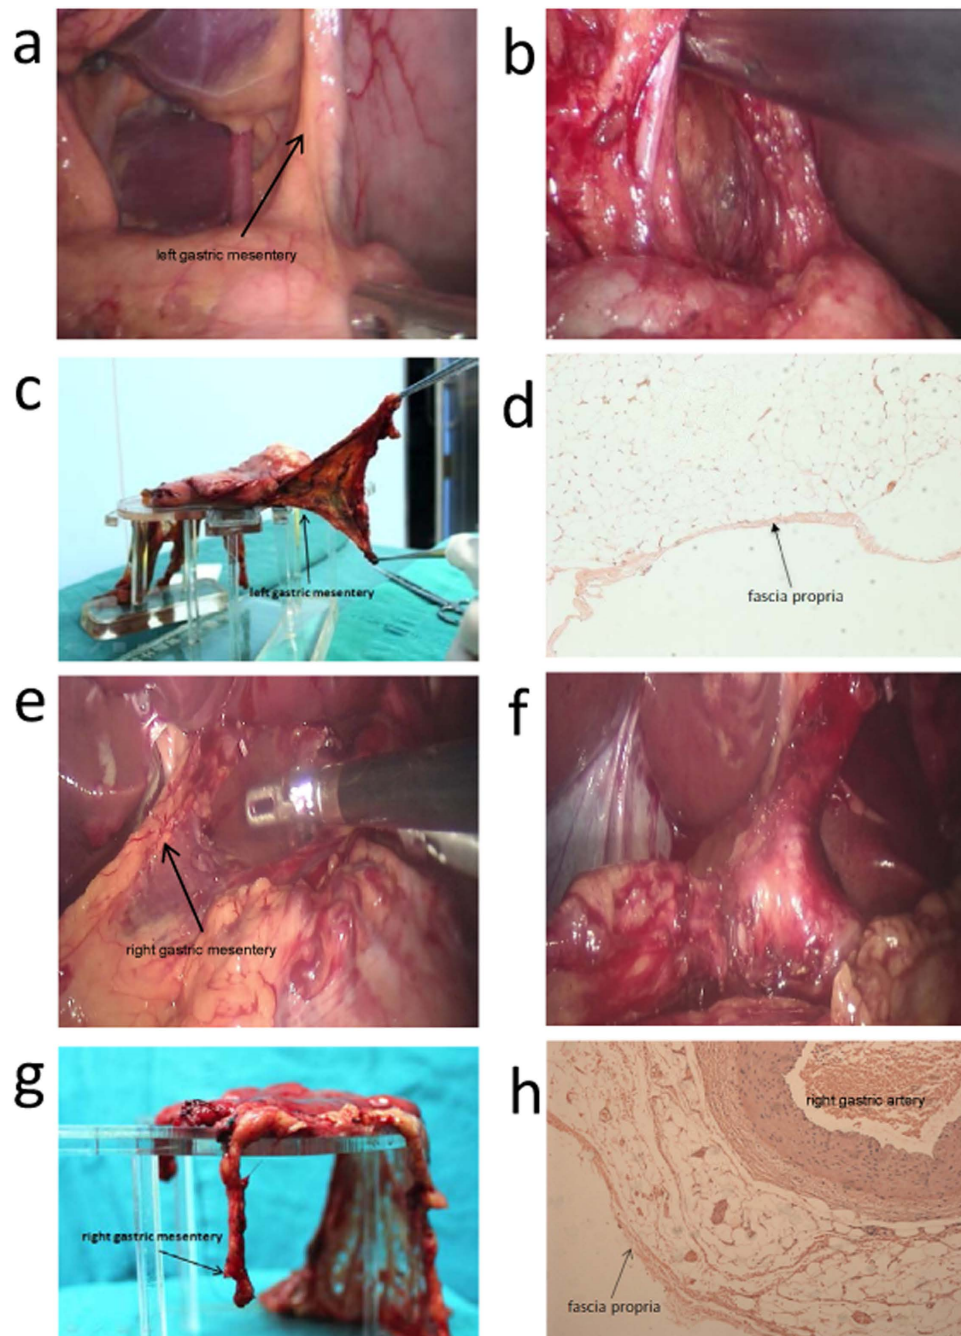 a
b
left gastric mesentery
c
d
left gastric mesentery
fascia propria
e
f
right gastric mesentery
g
h
right gastric artery
right gastric mesentery
fascia propria